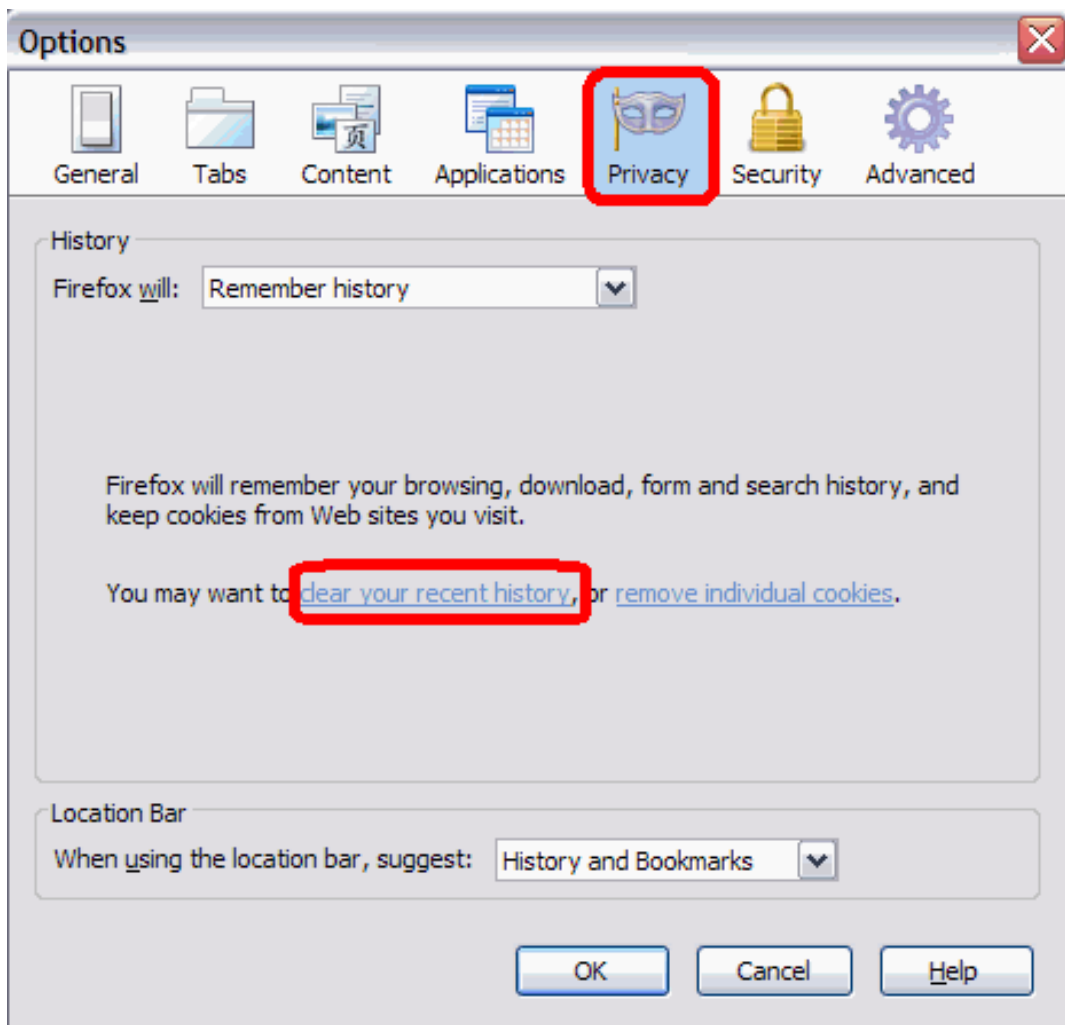 Options
页
General Tabs Content Applications Privacy Security Advanced
History
Firefox will: Remember history
Firefox will remember your browsing, download, form and search history, and
keep cookies from Web sites you visit.
You may want to clear your recent history, or remove individual cookies.
Location Bar
When using the location bar, suggest: History and Bookmarks
OK Cancel Help